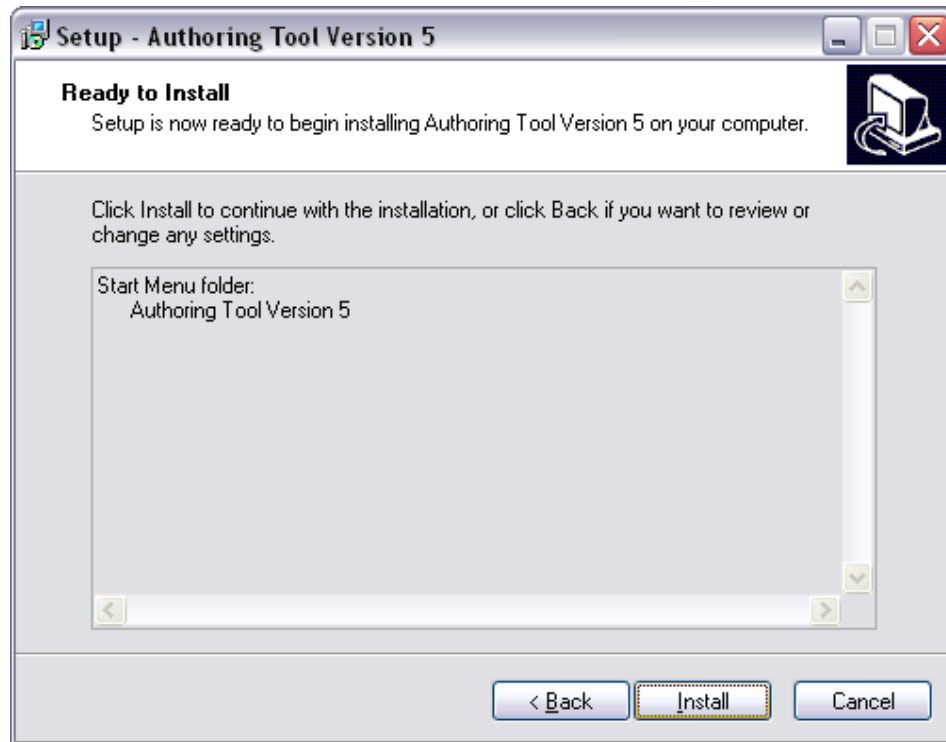 Setup - Authoring Tool Version 5
Ready to Install
Setup is now ready to begin installing Authoring Tool Version 5 on your computer.
Click Install to continue with the installation, or click Back if you want to review or
change any settings.
Start Menu folder:
Authoring Tool Version 5
< Back
Install
Cancel